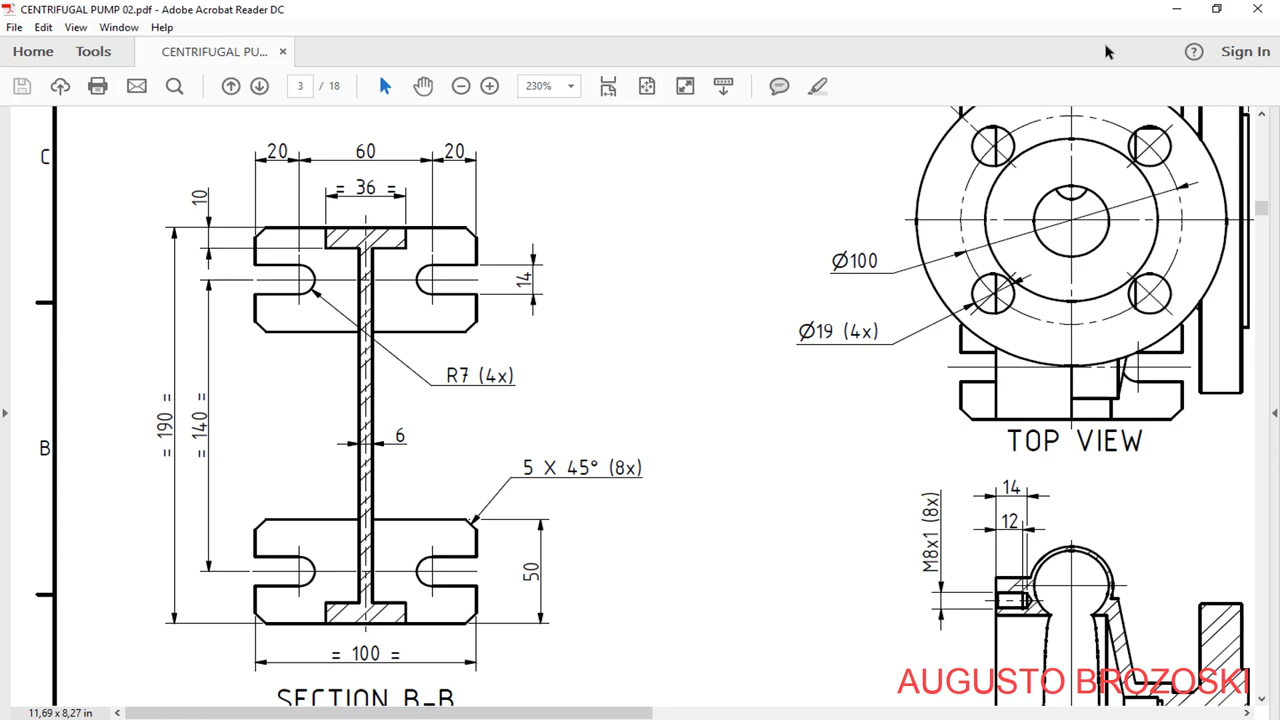 CENTRIFUGAL PUMP 02.pdf - Adobe Acrobat Reader DC
File Edit View Window Help
Home Tools CENTRIFUGAL PU... × ? Sign In
3 / 18 230%
C
20 60 20
= 36 =
10
14
R7 (4x)
= 190 =
= 140 =
6
B
5 X 45° (8x)
50
= 100 =
SECTION B-B
Ø100
Ø19 (4x)
TOP VIEW
14
12
M8x1 (8x)
AUGUSTO BROZOSKI
11,69 x 8,27 in